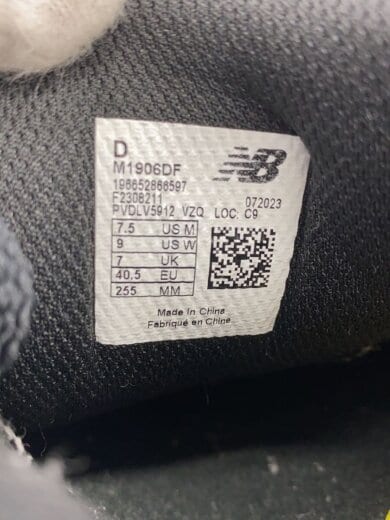 D
M1906DF
NB
196652866597
F2308211
072023
PVDLV5912 VZQ LOC. C9
7.5 US M
9 US W
7 UK
40.5 EU
255 MM
Made In China
Fabriqué en Chine